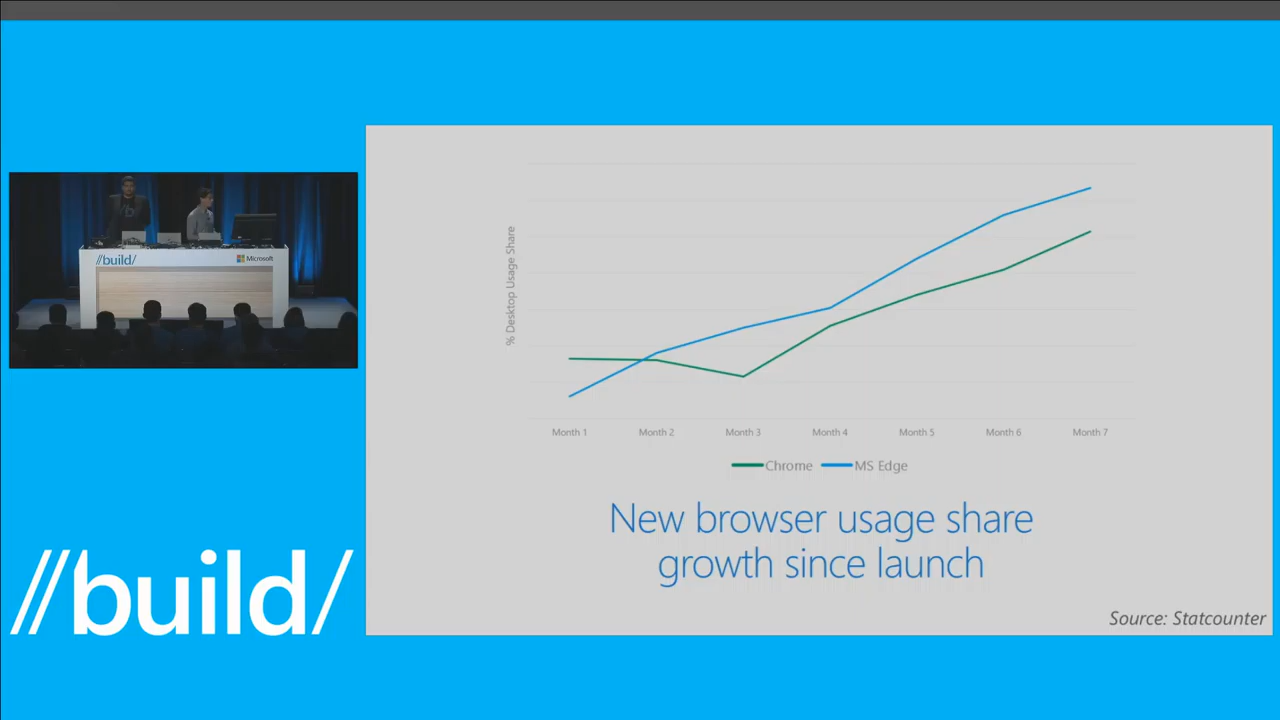 //build/
Microsoft
% Desktop Usage Share
Month 1 Month 2 Month 3 Month 4 Month 5 Month 6 Month 7
Chrome MS Edge
New browser usage share
growth since launch
Source: Statcounter
//build/